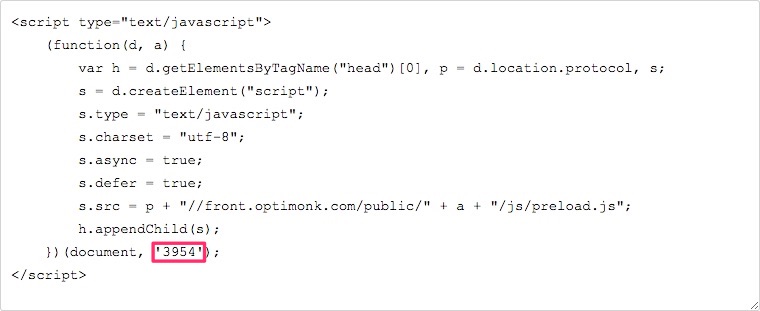 <script type="text/javascript">
    (function(d, a) {
        var h = d.getElementsByTagName("head")[0], p = d.location.protocol, s;
        s = d.createElement("script");
        s.type = "text/javascript";
        s.charset = "utf-8";
        s.async = true;
        s.defer = true;
        s.src = p + "//front.optimonk.com/public/" + a + "/js/preload.js";
        h.appendChild(s);
    })(document, '3954');
</script>